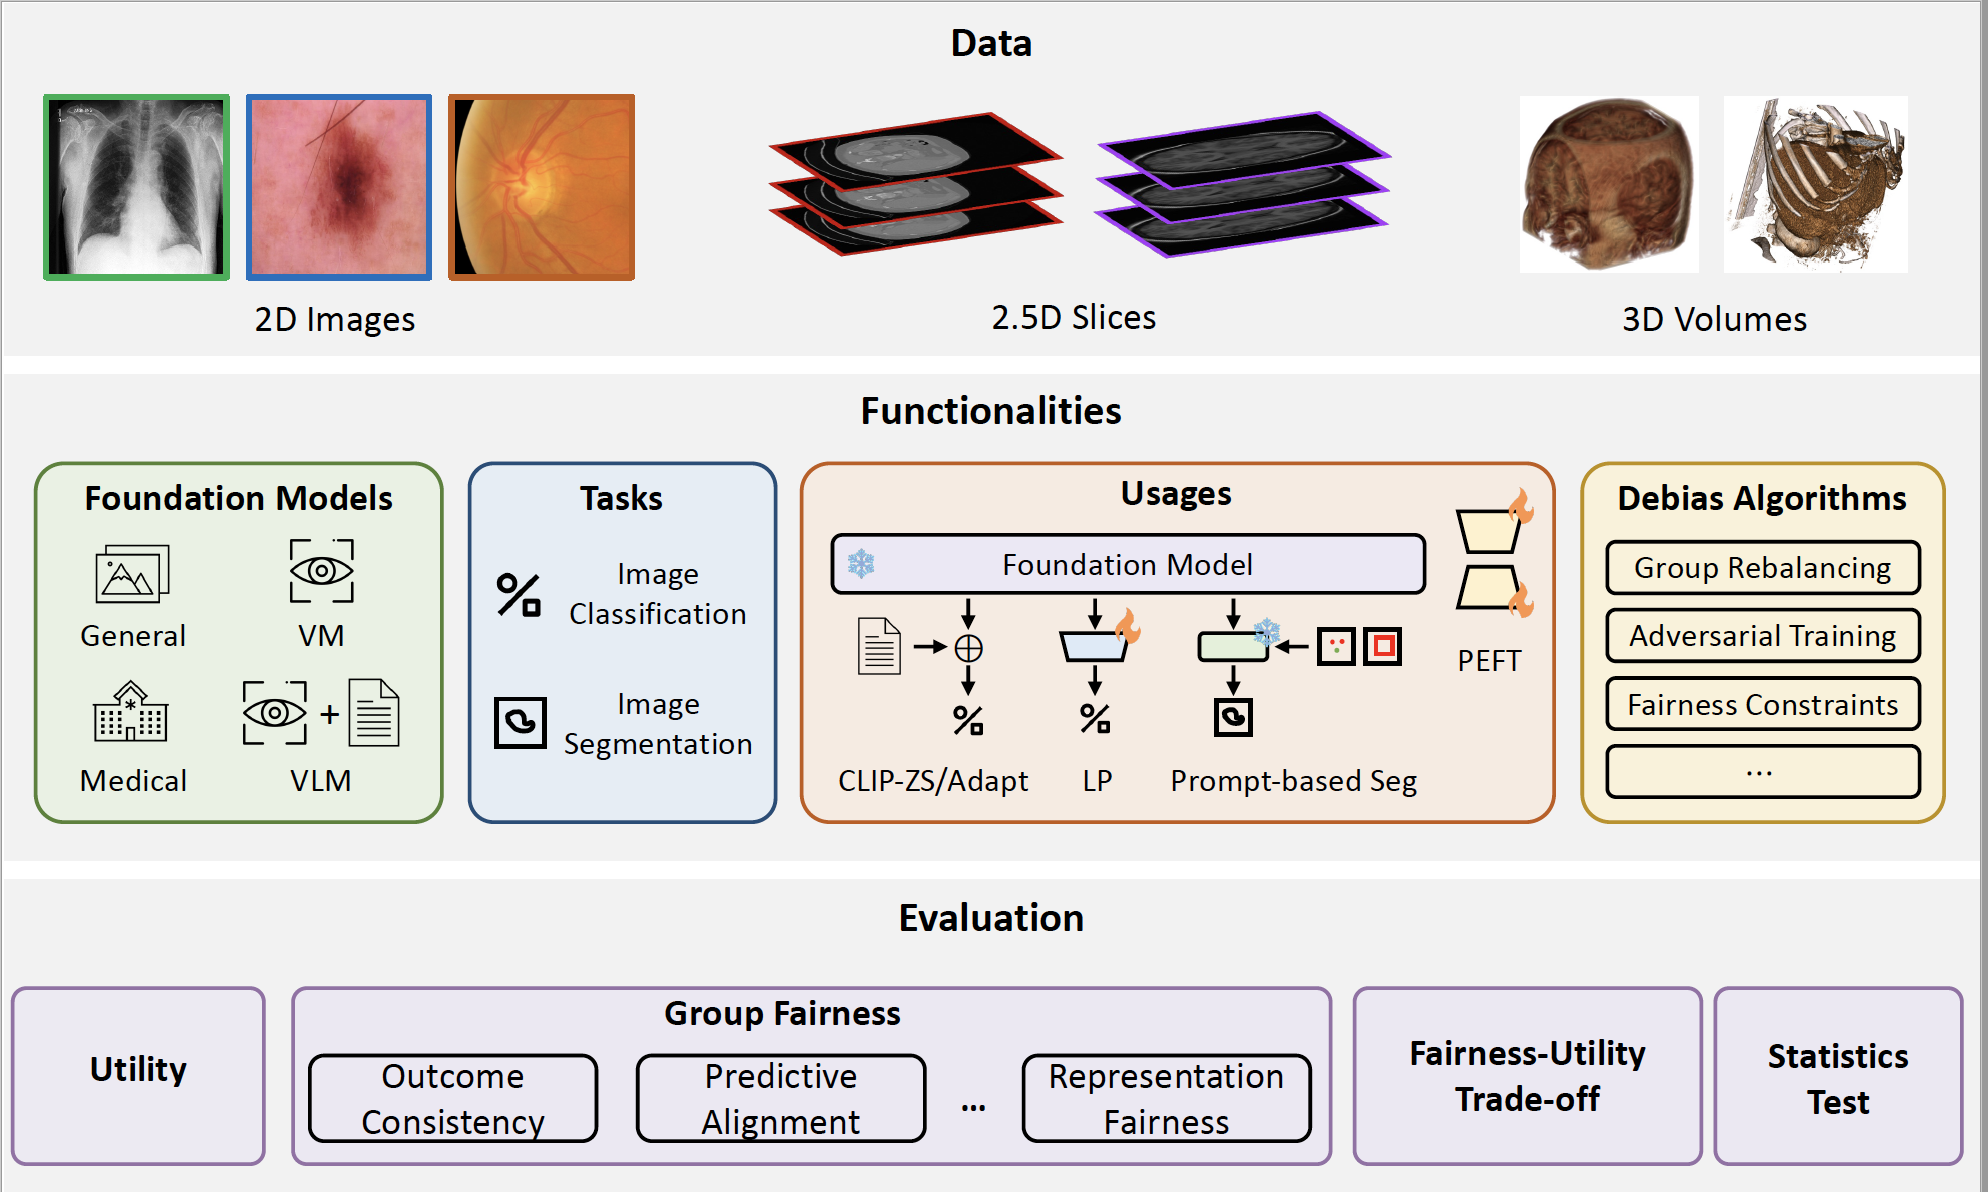 Data
2D Images
2.5D Slices
3D Volumes
Functionalities
Foundation Models
General
VM
Medical
+
VLM
Tasks
Image
Classification
Image
Segmentation
Usages
Foundation Model
CLIP-ZS/Adapt
LP
Prompt-based Seg
PEFT
Debias Algorithms
Group Rebalancing
Adversarial Training
Fairness Constraints
...
Evaluation
Utility
Group Fairness
Outcome
Consistency
Predictive
Alignment
...
Representation
Fairness
Fairness-Utility
Trade-off
Statistics
Test